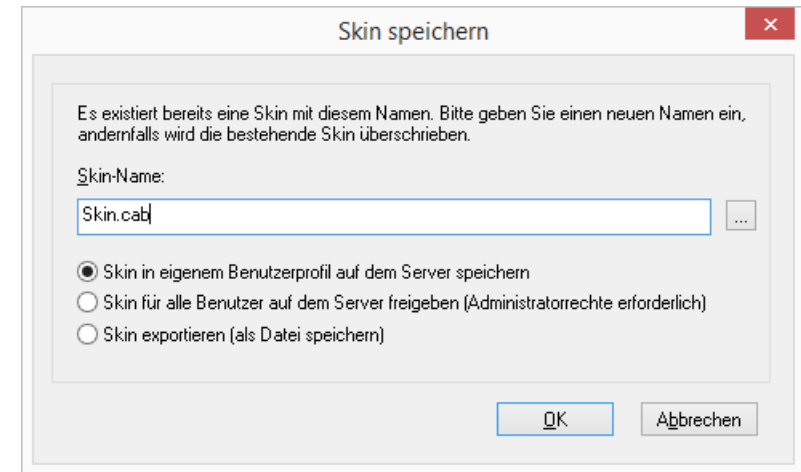 Skin speichern
Es existiert bereits eine Skin mit diesem Namen. Bitte geben Sie einen neuen Namen ein,
andernfalls wird die bestehende Skin überschrieben.
Skin-Name:
Skin.cab
...
Skin in eigenem Benutzerprofil auf dem Server speichern
Skin für alle Benutzer auf dem Server freigeben (Administratorrechte erforderlich)
Skin exportieren (als Datei speichern)
OK Abbrechen